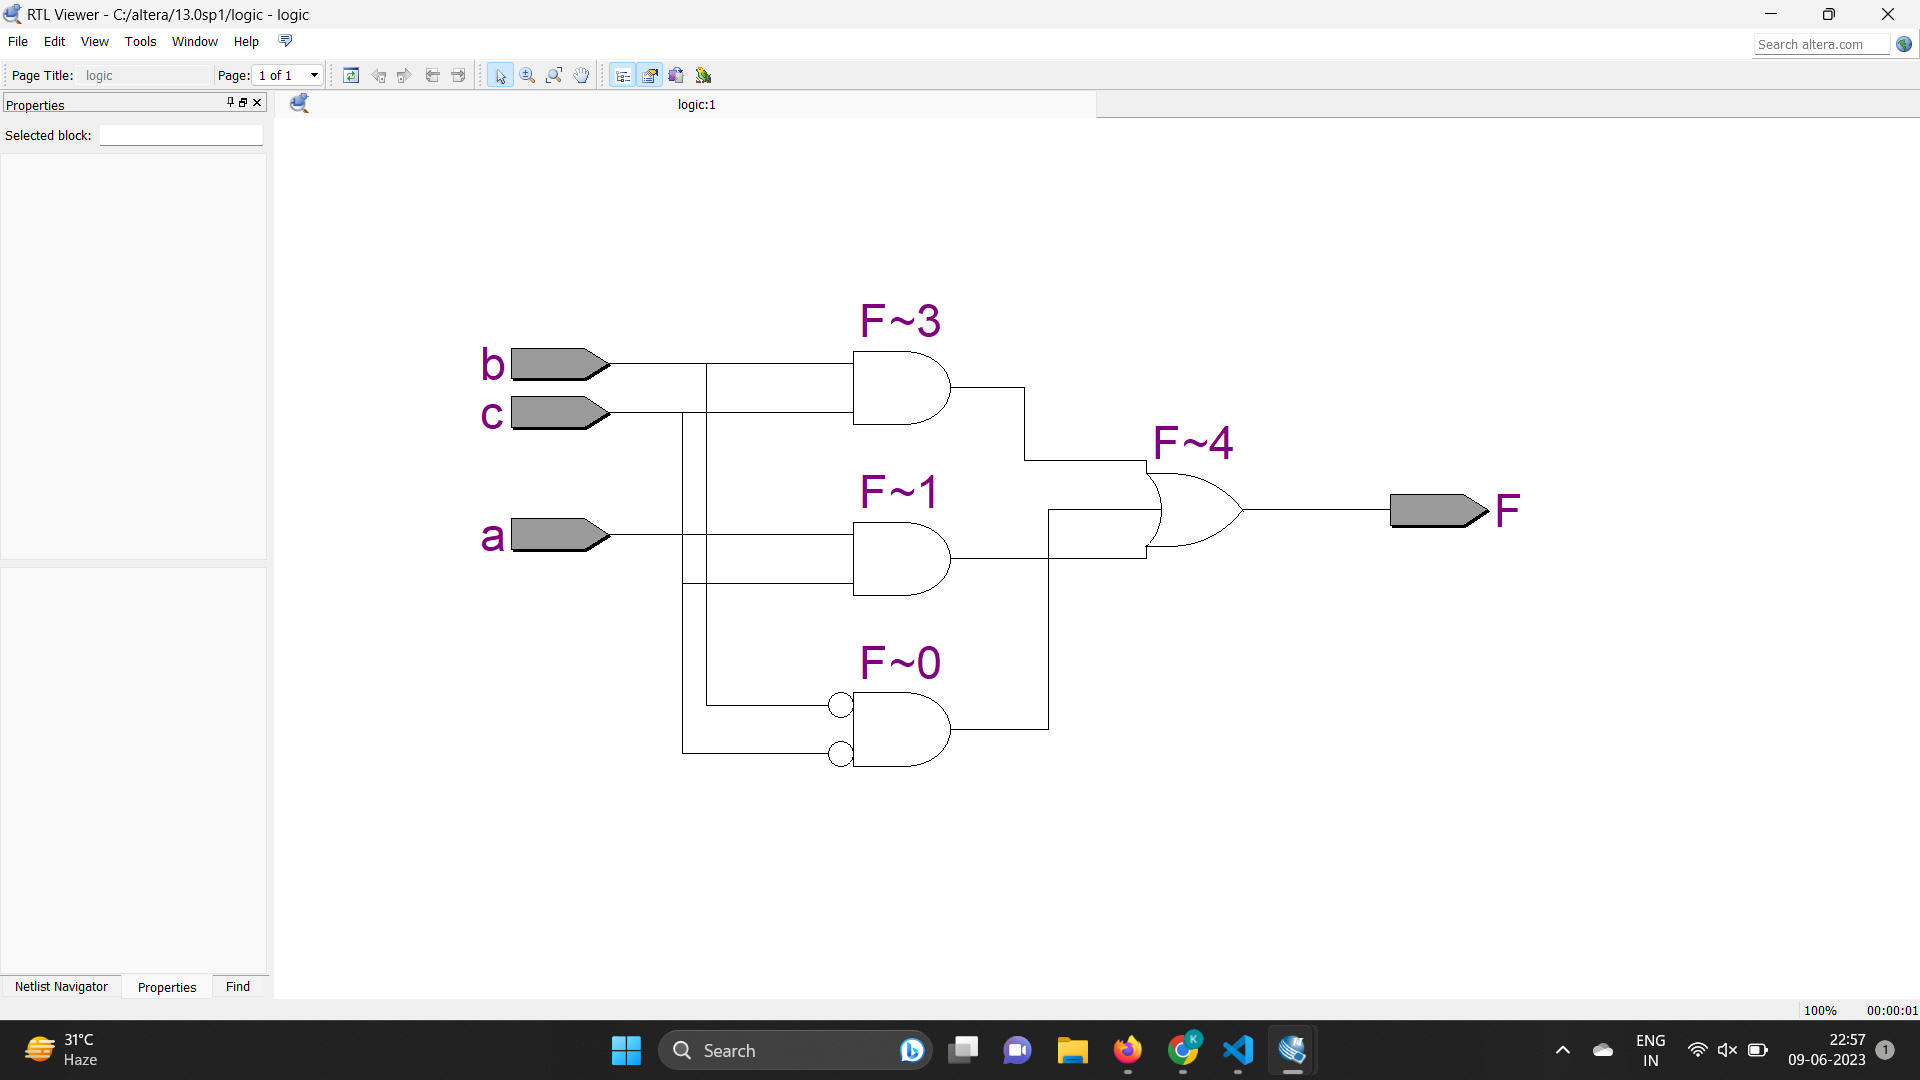 RTL Viewer - C:/altera/13.0sp1/logic - logic
File Edit View Tools Window Help
Search altera.com
Page Title: logic Page: 1 of 1
Properties
logic:1
Selected block:
F~3
b
c
F~4
F~1
a
F
F~0
Netlist Navigator Properties Find
100% 00:00:01
31°C
Haze
Search
K
ENG
IN
22:57
09-06-2023
1